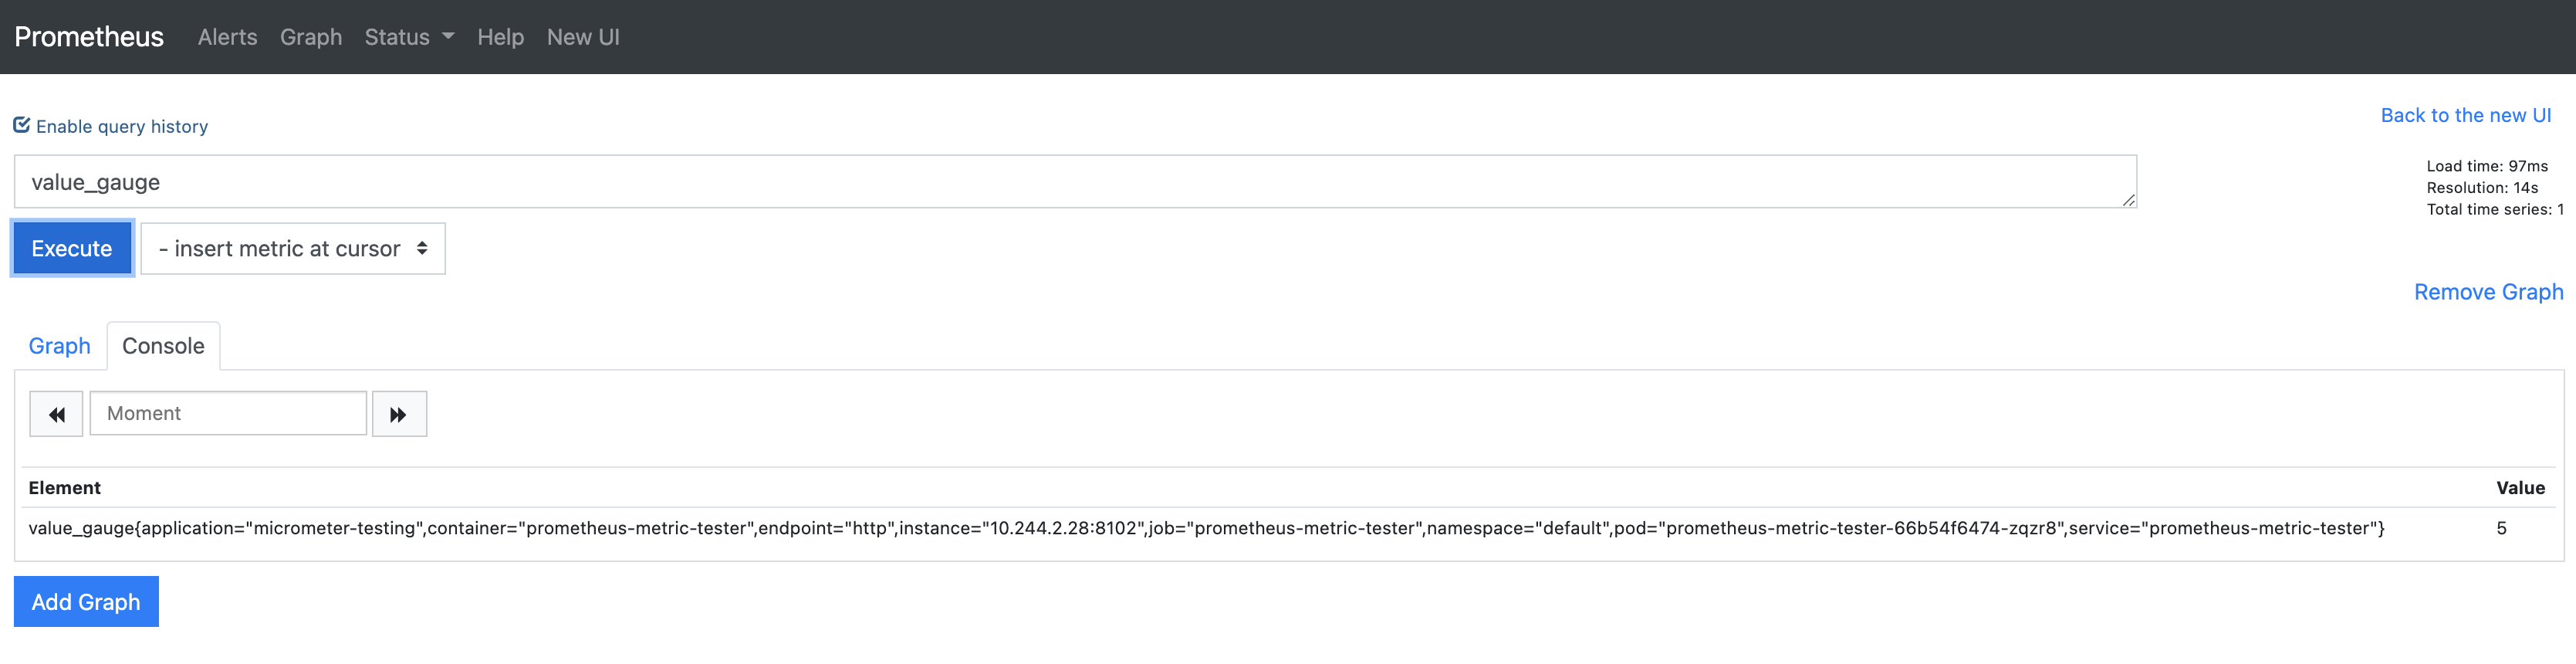 Prometheus Alerts Graph Status Help New UI
Enable query history
Back to the new UI
value_gauge
Load time: 97ms
Resolution: 14s
Total time series: 1
Execute
- insert metric at cursor
Remove Graph
Graph Console
Moment
Element Value
value_gauge{application="micrometer-testing",container="prometheus-metric-tester",endpoint="http",instance="10.244.2.28:8102",job="prometheus-metric-tester",namespace="default",pod="prometheus-metric-tester-66b54f6474-zqzr8",service="prometheus-metric-tester"} 5
Add Graph